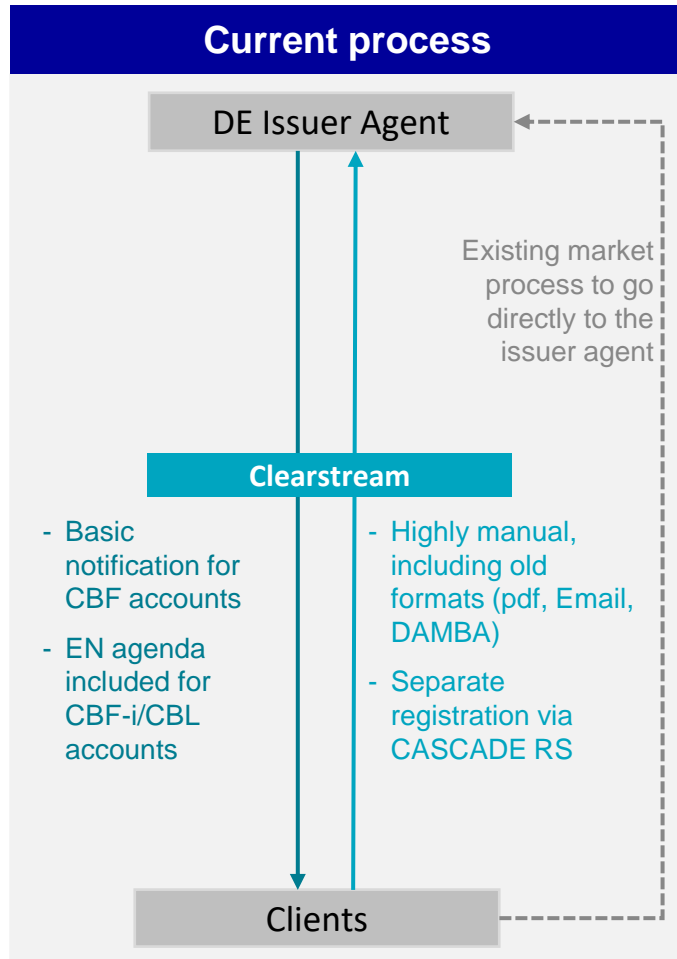 Current process
DE Issuer Agent
Existing market
process to go
directly to the
issuer agent
Clearstream
- Basic
notification for
CBF accounts
- EN agenda
included for
CBF-i/CBL
accounts
- Highly manual,
including old
formats (pdf, Email,
DAMBA)
- Separate
registration via
CASCADE RS
Clients